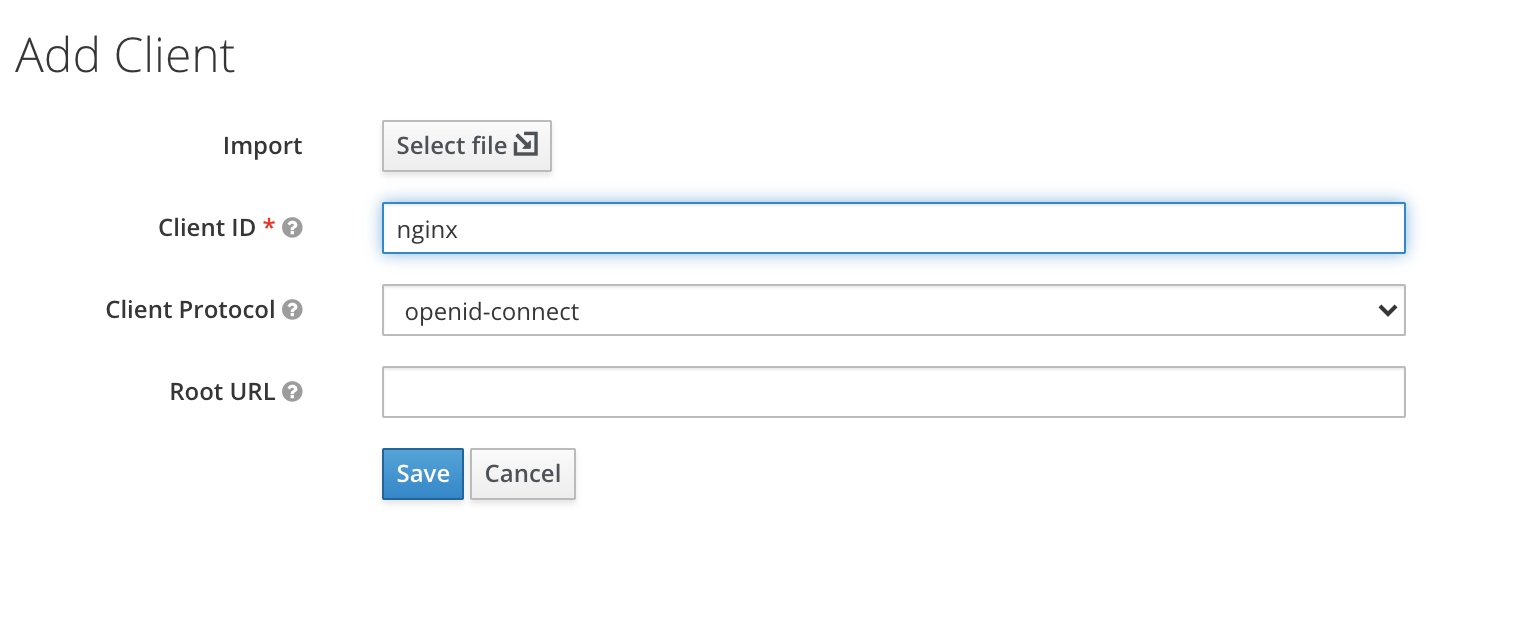 Add Client
Import Select file
Client ID * nginx
Client Protocol openid-connect
Root URL
Save Cancel